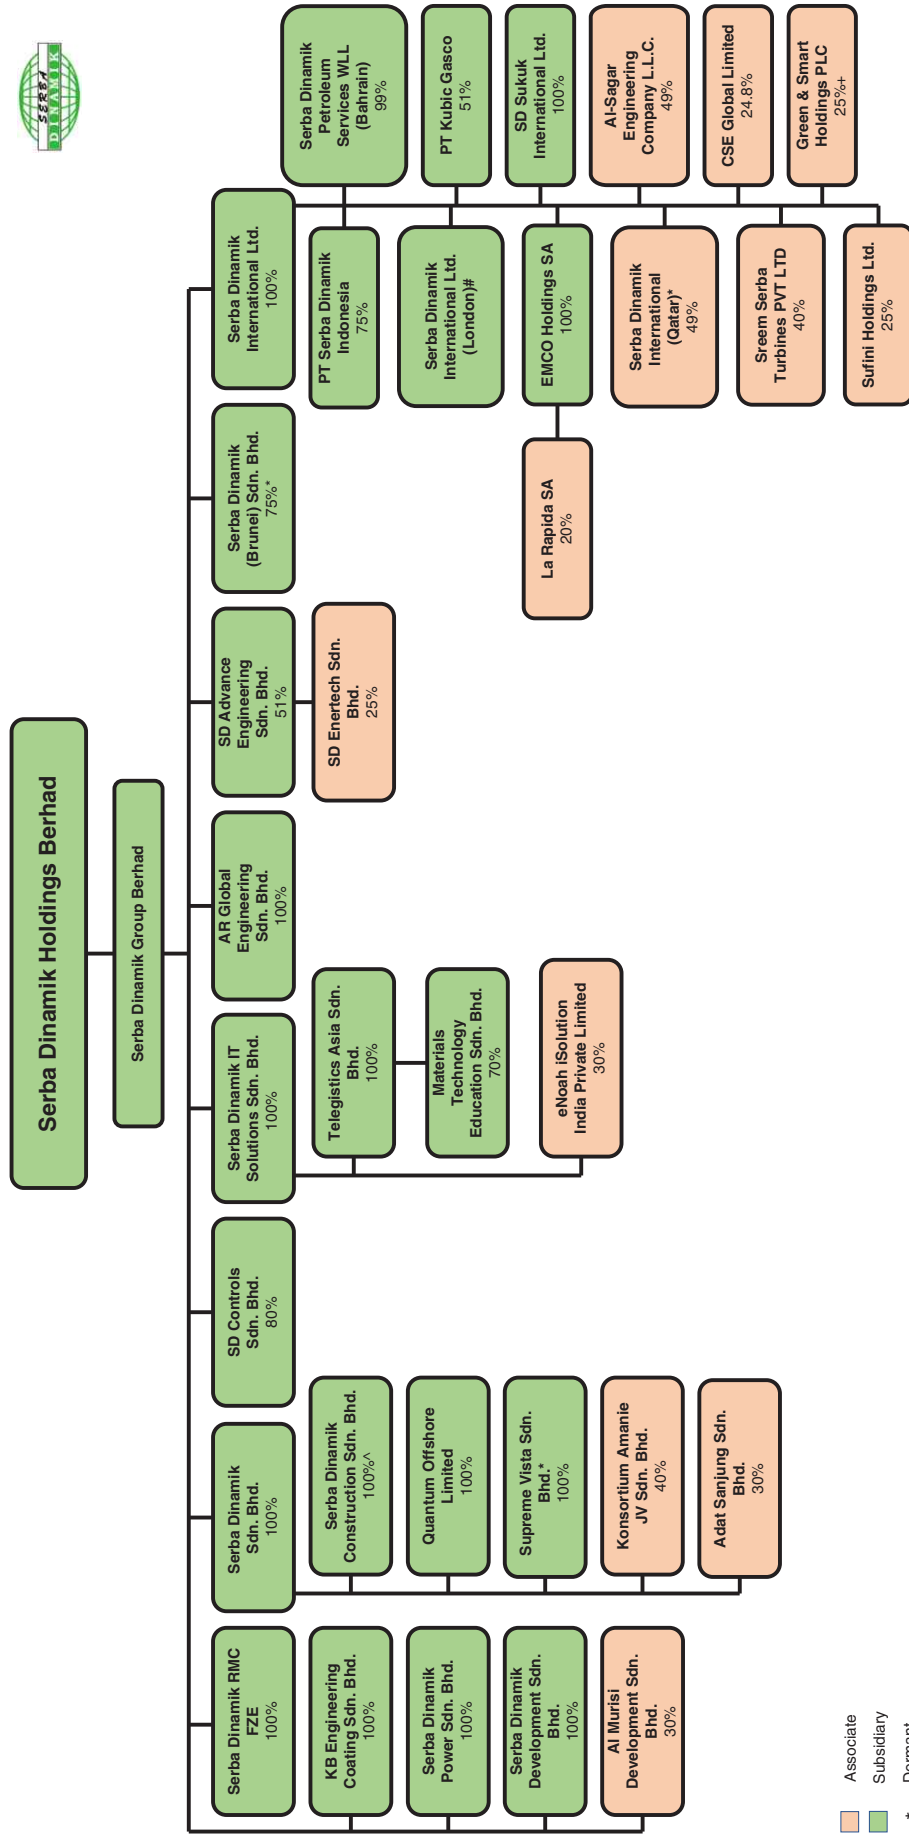 SERBA
DINAMIK
Serba Dinamik Holdings Berhad
Serba Dinamik Group Berhad
Serba Dinamik RMC
FZE
100%
KB Engineering
Coating Sdn. Bhd.
100%
Serba Dinamik
Power Sdn. Bhd.
100%
Serba Dinamik
Development Sdn.
Bhd.
100%
Al Murisi
Development Sdn.
Bhd.
30%
Serba Dinamik
Sdn. Bhd.
100%
Serba Dinamik
Construction Sdn. Bhd.
100%^
Quantum Offshore
Limited
100%
Supreme Vista Sdn.
Bhd.*
100%
Konsortium Amanie
JV Sdn. Bhd.
40%
Adat Sanjung Sdn.
Bhd.
30%
SD Controls
Sdn. Bhd.
80%
Serba Dinamik IT
Solutions Sdn. Bhd.
100%
Telegistics Asia Sdn.
Bhd.
100%
Materials
Technology
Education Sdn. Bhd.
70%
eNoah iSolution
India Private Limited
30%
AR Global
Engineering
Sdn. Bhd.
100%
SD Advance
Engineering
Sdn. Bhd.
51%
SD Enertech Sdn.
Bhd.
25%
Serba Dinamik
(Brunei) Sdn. Bhd.
75%*
Serba Dinamik
International Ltd.
100%
PT Serba Dinamik
Indonesia
75%
Serba Dinamik
International Ltd.
(London)#
EMCO Holdings SA
100%
La Rapida SA
20%
Serba Dinamik
International
(Qatar)*
49%
Sreem Serba
Turbines PVT LTD
40%
Sufini Holdings Ltd.
25%
Serba Dinamik
Petroleum
Services WLL
(Bahrain)
99%
PT Kubic Gasco
51%
SD Sukuk
International Ltd.
100%
Al-Sagar
Engineering
Company L.L.C.
49%
CSE Global Limited
24.8%
Green & Smart
Holdings PLC
25%+
Associate
Subsidiary
* Dormant